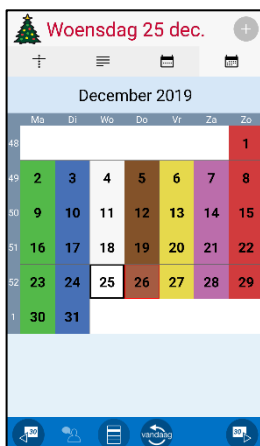 Woensdag 25 dec.
December 2019
Ma Di Wo Do Vr Za Zo
48 1
49 2 3 4 5 6 7 8
50 9 10 11 12 13 14 15
51 16 17 18 19 20 21 22
52 23 24 25 26 27 28 29
1 30 31
30 vandaag 30